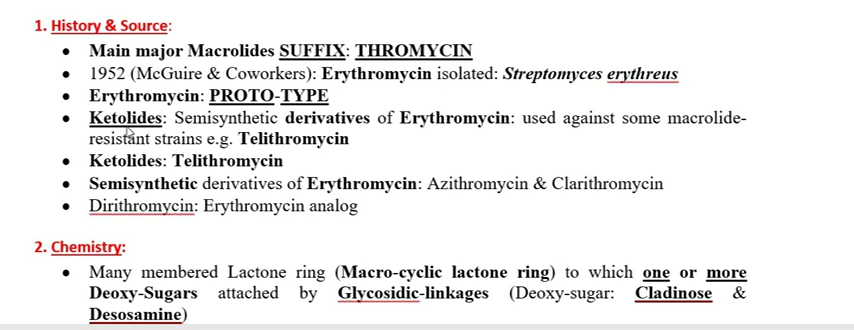 1. History & Source:
• Main major Macrolides SUFFIX: THROMYCIN
• 1952 (McGuire & Coworkers): Erythromycin isolated: Streptomyces erythreus
• Erythromycin: PROTO-TYPE
• Ketolides: Semisynthetic derivatives of Erythromycin: used against some macrolide-
resistant strains e.g. Telithromycin
• Ketolides: Telithromycin
• Semisynthetic derivatives of Erythromycin: Azithromycin & Clarithromycin
• Dirithromycin: Erythromycin analog
2. Chemistry:
• Many membered Lactone ring (Macro-cyclic lactone ring) to which one or more
Deoxy-Sugars attached by Glycosidic-linkages (Deoxy-sugar: Cladinose &
Desosamine)